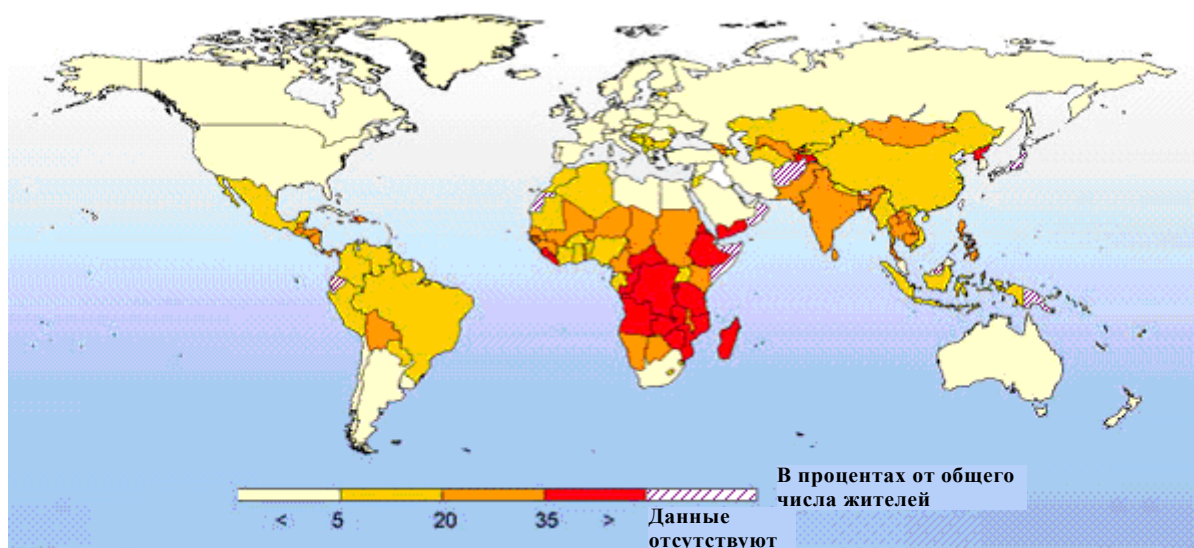 В процентах от общего
числа жителей
< 5 20 35 >
Данные
отсутствуют